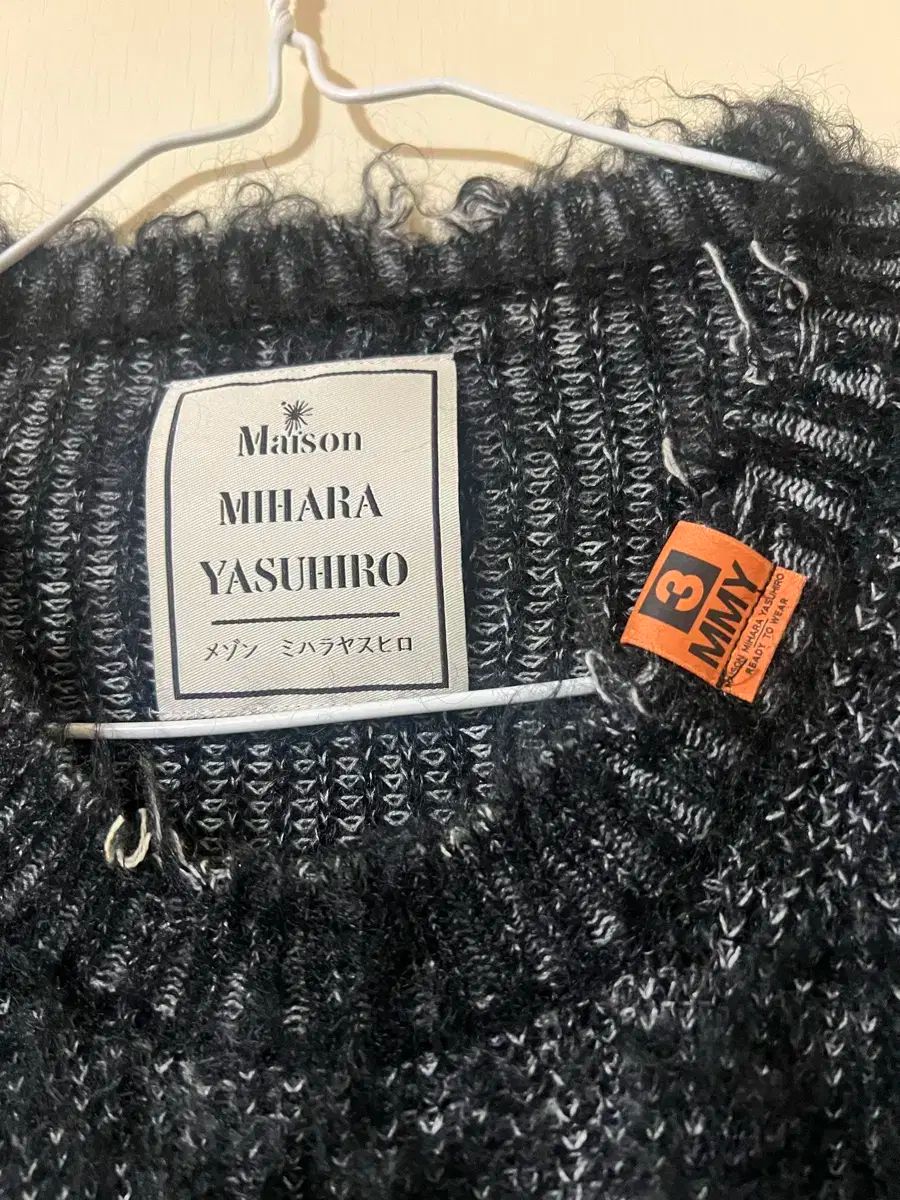 Maison
MIHARA
YASUHIRO
メゾン ミハラヤスヒロ
3
MMY
MAISON MIHARA YASUHIRO
READY TO WEAR